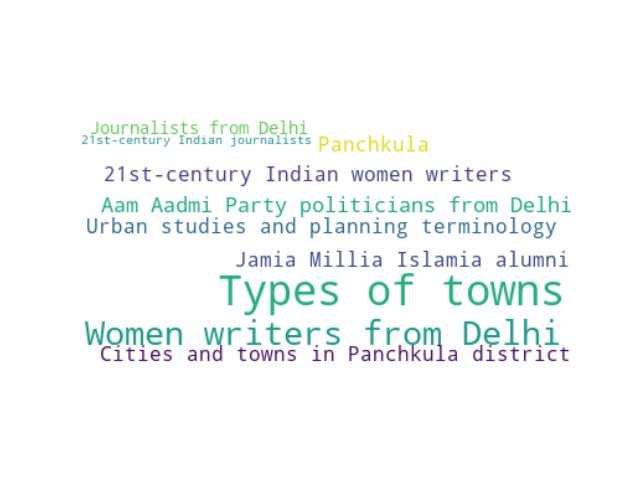 Journalists from Delhi
21st-century Indian journalists
Panchkula
21st-century Indian women writers
Aam Aadmi Party politicians from Delhi
Urban studies and planning terminology
Jamia Millia Islamia alumni
Types of towns
Women writers from Delhi
Cities and towns in Panchkula district